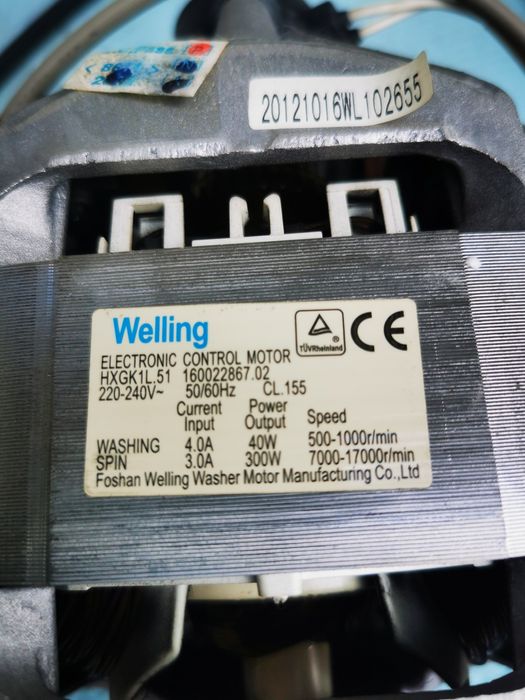 20121016WL102655
Welling
TÜVRheinland
CE
ELECTRONIC CONTROL MOTOR
HXGK1L.51 160022867.02
220-240V~ 50/60Hz CL.155
Current Power
Input Output Speed
WASHING 4.0A 40W 500-1000r/min
SPIN 3.0A 300W 7000-17000r/min
Foshan Welling Washer Motor Manufacturing Co.,Ltd